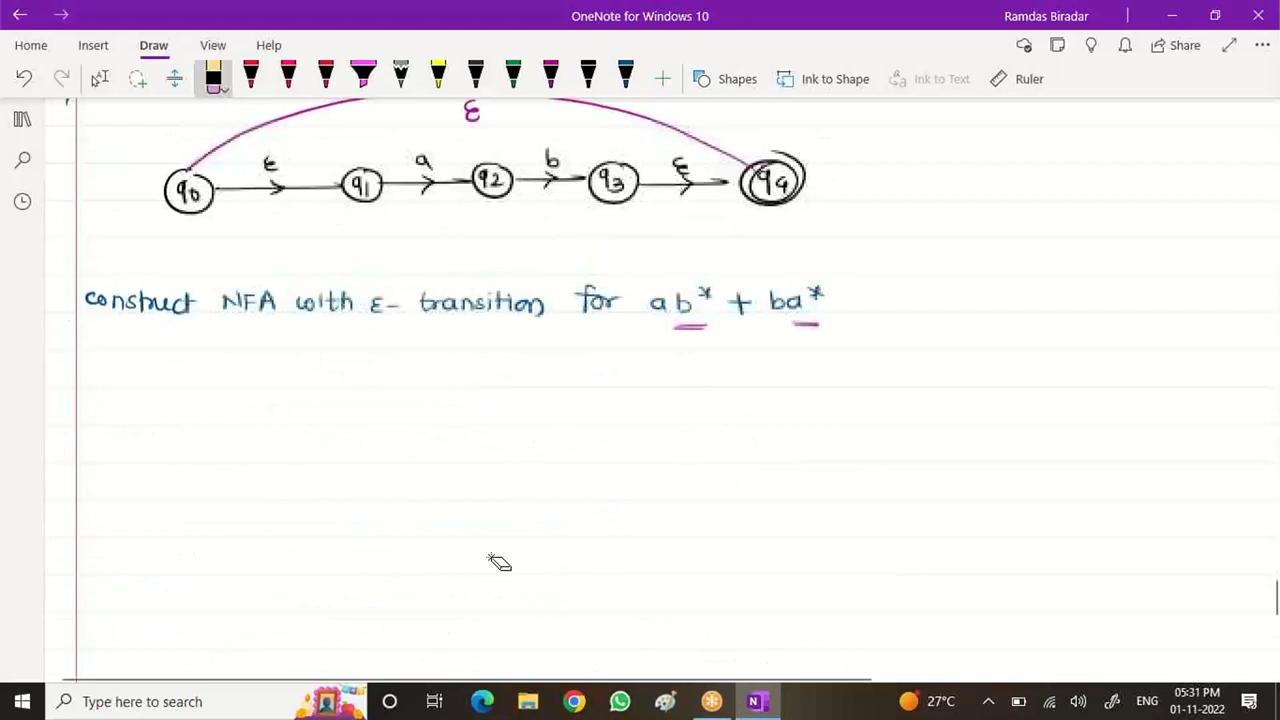 OneNote for Windows 10
Ramdas Biradar
Home Insert Draw View Help
Share
Shapes
Ink to Shape
Ink to Text
Ruler
ε
ε a b ε
q0 q1 q2 q3 q4
construct NFA with ε- transition for ab* + ba*
Type here to search
27°C
ENG
05:31 PM
01-11-2022